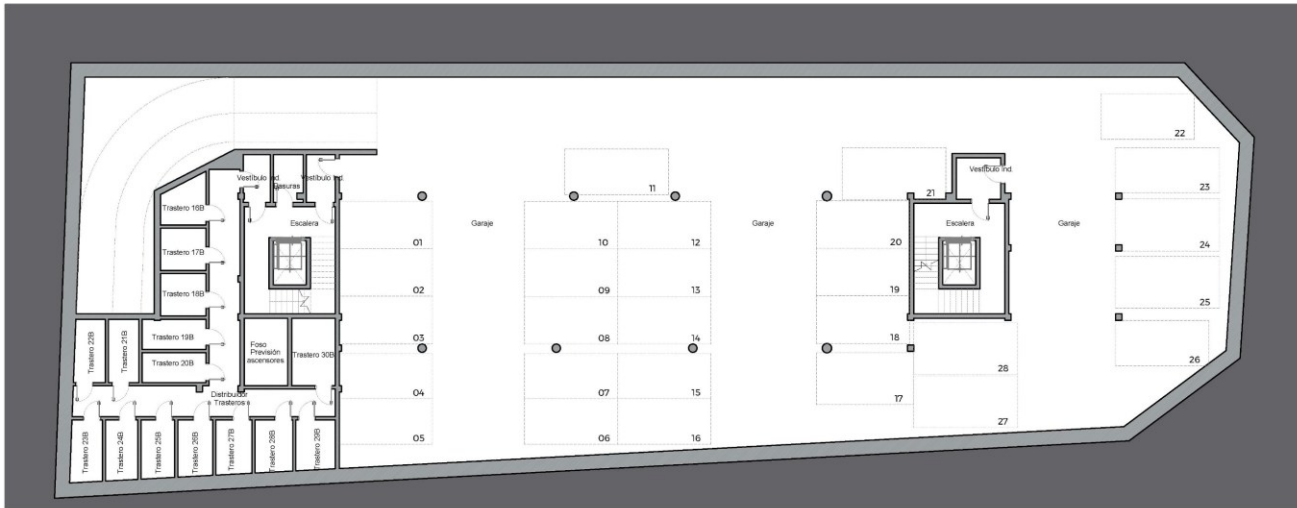 22
Vestíbulo Ind.
Basuras
Vestíbulo Ind.
11
21
Vestíbulo Ind.
23
Trastero 16B
Escalera
Garaje
Garaje
Escalera
Garaje
01
10
12
20
24
Trastero 17B
02
09
13
19
25
Trastero 18B
03
08
14
18
26
Trastero 22B
Trastero 21B
Trastero 19B
Trastero 20B
Foso
Previsión
ascensores
Trastero 30B
28
04
07
15
17
Distribuidor
Trasteros
27
05
06
16
Trastero 23B
Trastero 24B
Trastero 25B
Trastero 26B
Trastero 27B
Trastero 28B
Trastero 29B